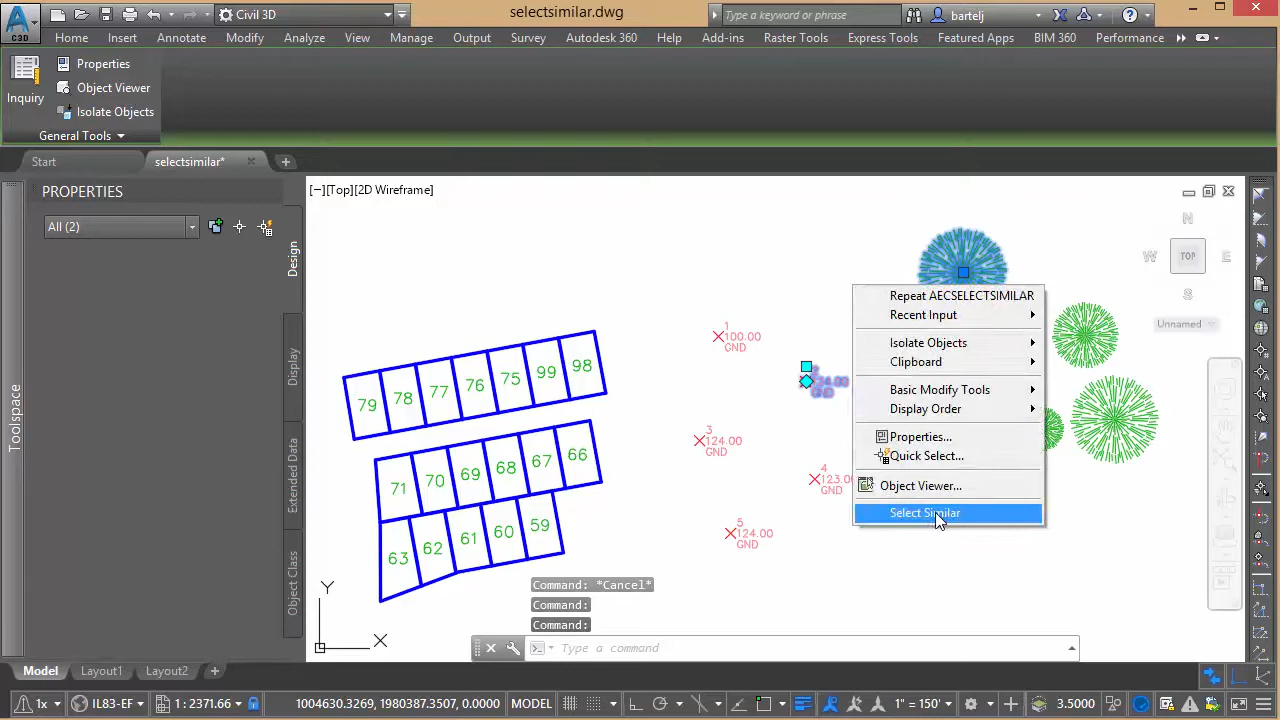 selectsimilar.dwg
Civil 3D
Type a keyword or phrase
bartelj
C3D
Home Insert Annotate Modify Analyze View Manage Output Survey Autodesk 360 Help Add-ins Raster Tools Express Tools Featured Apps BIM 360 Performance
Inquiry
Properties
Object Viewer
Isolate Objects
General Tools
Start
selectsimilar*
PROPERTIES
All (2)
Toolspace
Design
Display
Extended Data
Object Class
[−][Top][2D Wireframe]
N
W TOP E
S
Unnamed
79 78 77 76 75 99 98
71 70 69 68 67 66
63 62 61 60 59
1
100.00
GND
3
124.00
GND
4
123.0
GND
5
124.00
GND
Repeat AECSELECTSIMILAR
Recent Input
Isolate Objects
Clipboard
Basic Modify Tools
Display Order
Properties...
Quick Select...
Object Viewer...
Select Similar
Command: *Cancel*
Command:
Command:
Type a command
Y
X
Model Layout1 Layout2
1x IL83-EF 1 : 2371.66 1004630.3269, 1980387.3507, 0.0000 MODEL 1" = 150' 3.5000